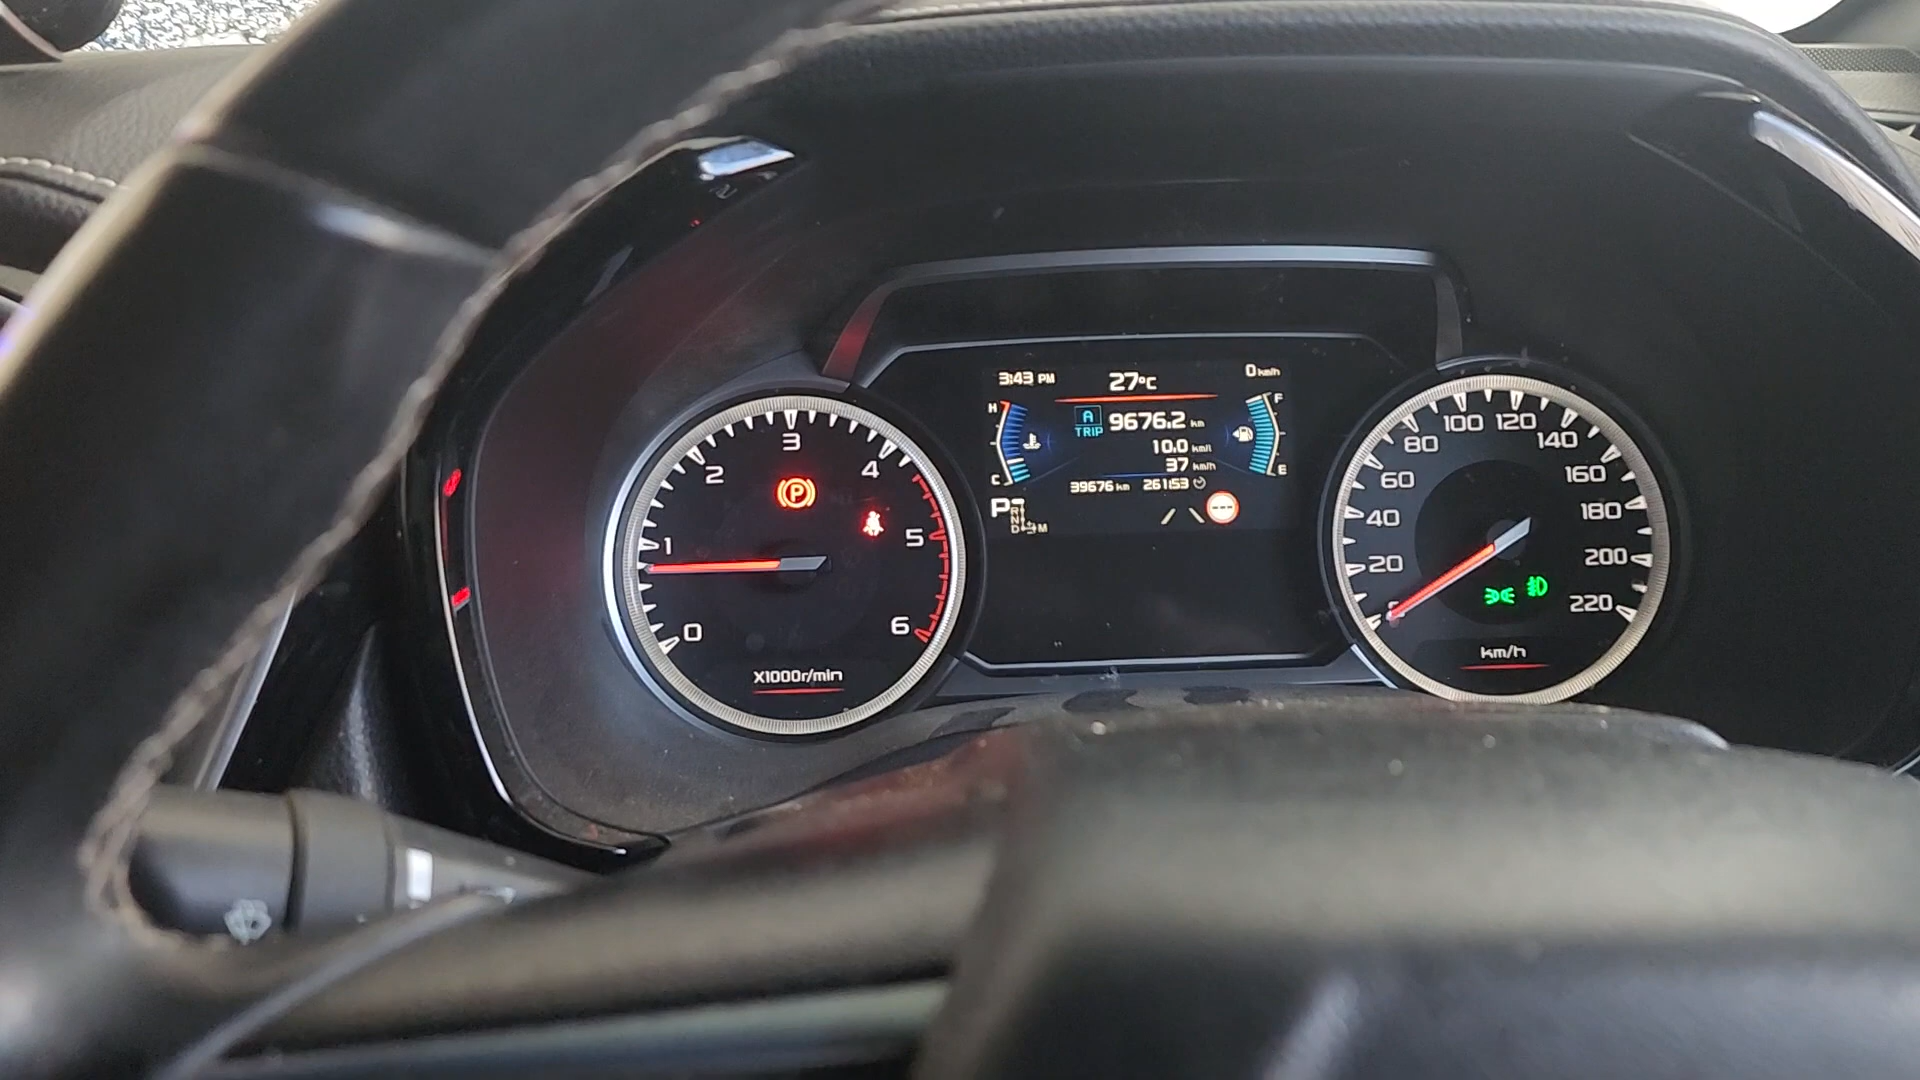 3:43 PM
27°C
0 km/h
H
F
A
TRIP
9676.2 km
10.0 km/l
37 km/h
C
E
39676 km
261:53
P
R
N
D M
0
1
2
3
4
5
6
X1000r/min
P
20
40
60
80
100
120
140
160
180
200
220
km/h